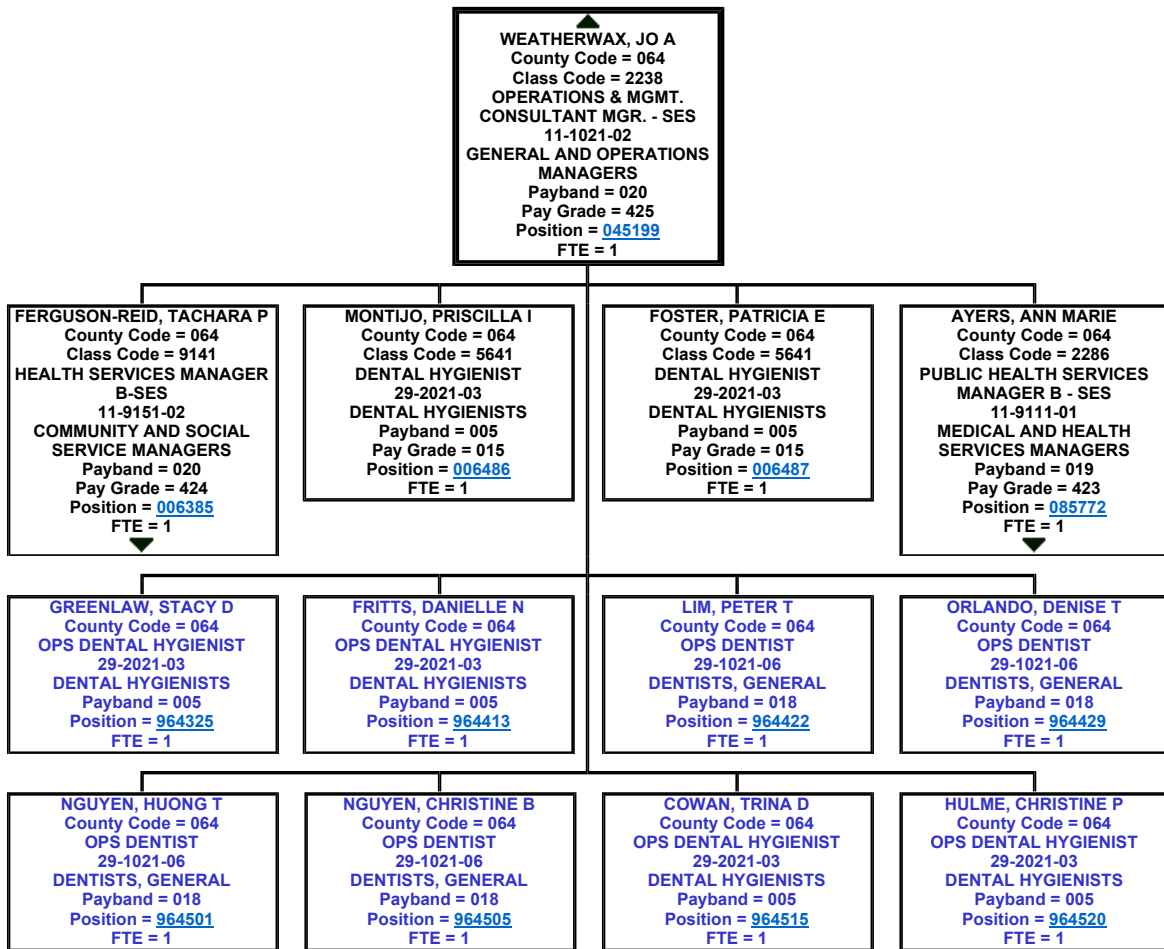 WEATHERWAX, JO A
County Code = 064
Class Code = 2238
OPERATIONS & MGMT.
CONSULTANT MGR. - SES
11-1021-02
GENERAL AND OPERATIONS
MANAGERS
Payband = 020
Pay Grade = 425
Position = 045199
FTE = 1
FERGUSON-REID, TACHARA P
County Code = 064
Class Code = 9141
HEALTH SERVICES MANAGER
B-SES
11-9151-02
COMMUNITY AND SOCIAL
SERVICE MANAGERS
Payband = 020
Pay Grade = 424
Position = 006385
FTE = 1
MONTIJO, PRISCILLA I
County Code = 064
Class Code = 5641
DENTAL HYGIENIST
29-2021-03
DENTAL HYGIENISTS
Payband = 005
Pay Grade = 015
Position = 006486
FTE = 1
FOSTER, PATRICIA E
County Code = 064
Class Code = 5641
DENTAL HYGIENIST
29-2021-03
DENTAL HYGIENISTS
Payband = 005
Pay Grade = 015
Position = 006487
FTE = 1
AYERS, ANN MARIE
County Code = 064
Class Code = 2286
PUBLIC HEALTH SERVICES
MANAGER B - SES
11-9111-01
MEDICAL AND HEALTH
SERVICES MANAGERS
Payband = 019
Pay Grade = 423
Position = 085772
FTE = 1
GREENLAW, STACY D
County Code = 064
OPS DENTAL HYGIENIST
29-2021-03
DENTAL HYGIENISTS
Payband = 005
Position = 964325
FTE = 1
FRITTS, DANIELLE N
County Code = 064
OPS DENTAL HYGIENIST
29-2021-03
DENTAL HYGIENISTS
Payband = 005
Position = 964413
FTE = 1
LIM, PETER T
County Code = 064
OPS DENTIST
29-1021-06
DENTISTS, GENERAL
Payband = 018
Position = 964422
FTE = 1
ORLANDO, DENISE T
County Code = 064
OPS DENTIST
29-1021-06
DENTISTS, GENERAL
Payband = 018
Position = 964429
FTE = 1
NGUYEN, HUONG T
County Code = 064
OPS DENTIST
29-1021-06
DENTISTS, GENERAL
Payband = 018
Position = 964501
FTE = 1
NGUYEN, CHRISTINE B
County Code = 064
OPS DENTIST
29-1021-06
DENTISTS, GENERAL
Payband = 018
Position = 964505
FTE = 1
COWAN, TRINA D
County Code = 064
OPS DENTAL HYGIENIST
29-2021-03
DENTAL HYGIENISTS
Payband = 005
Position = 964515
FTE = 1
HULME, CHRISTINE P
County Code = 064
OPS DENTAL HYGIENIST
29-2021-03
DENTAL HYGIENISTS
Payband = 005
Position = 964520
FTE = 1